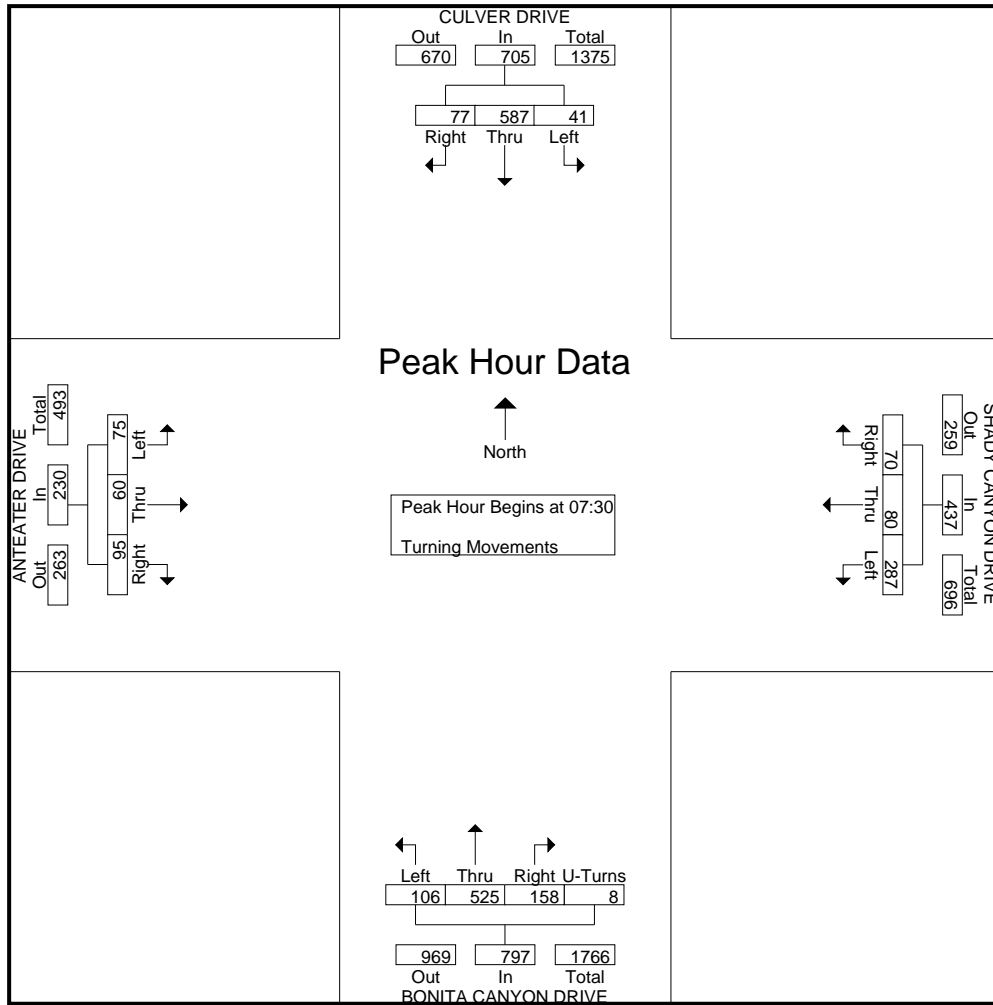 CULVER DRIVE
Out In Total
670 705 1375
77 587 41
Right Thru Left
Peak Hour Data
North
Peak Hour Begins at 07:30
Turning Movements
ANTEATER DRIVE
Out In Total
263 230 493
95 60 75
Right Thru Left
SHADY CANYON DRIVE
Out In Total
259 437 696
70 80 287
Right Thru Left
Left Thru Right U-Turns
106 525 158 8
969 797 1766
Out In Total
BONITA CANYON DRIVE